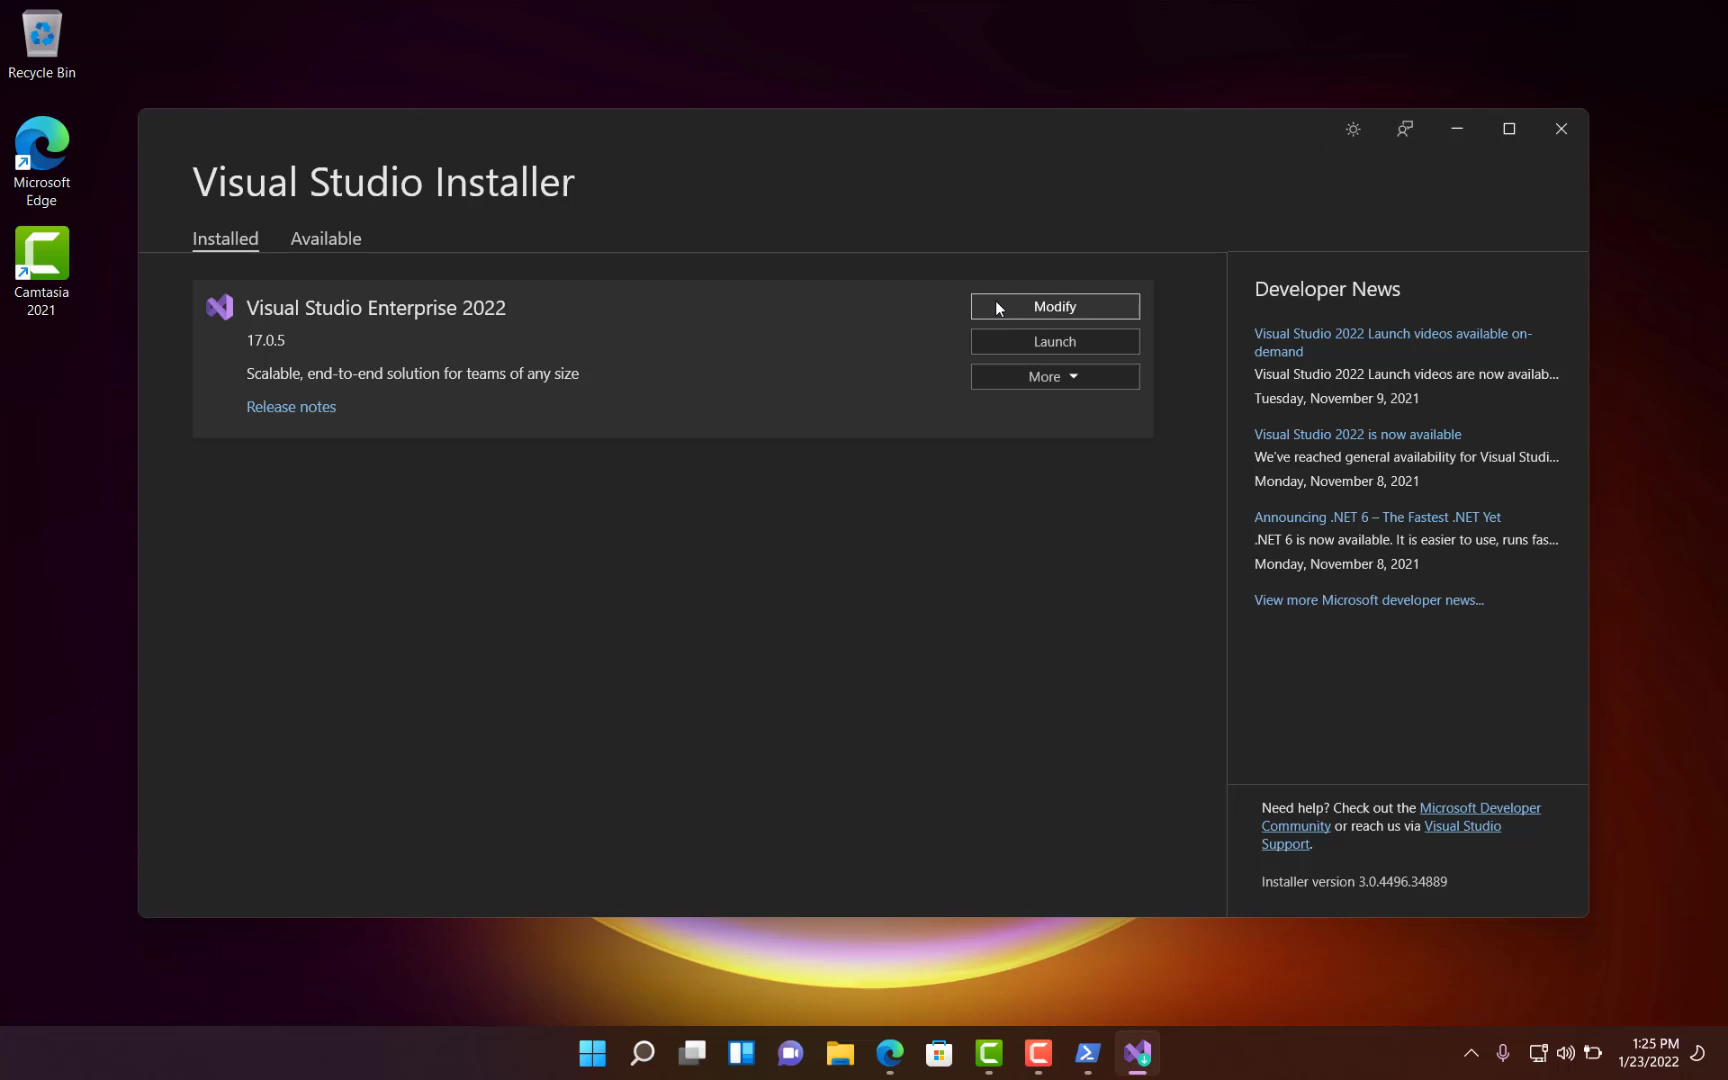 Recycle Bin
Microsoft
Edge
Camtasia
2021
Visual Studio Installer
Installed
Available
Visual Studio Enterprise 2022
17.0.5
Scalable, end-to-end solution for teams of any size
Release notes
Modify
Launch
More
Developer News
Visual Studio 2022 Launch videos available on-
demand
Visual Studio 2022 Launch videos are now availab...
Tuesday, November 9, 2021
Visual Studio 2022 is now available
We've reached general availability for Visual Studi...
Monday, November 8, 2021
Announcing .NET 6 – The Fastest .NET Yet
.NET 6 is now available. It is easier to use, runs fas...
Monday, November 8, 2021
View more Microsoft developer news...
Need help? Check out the Microsoft Developer
Community or reach us via Visual Studio
Support.
Installer version 3.0.4496.34889
1:25 PM
1/23/2022